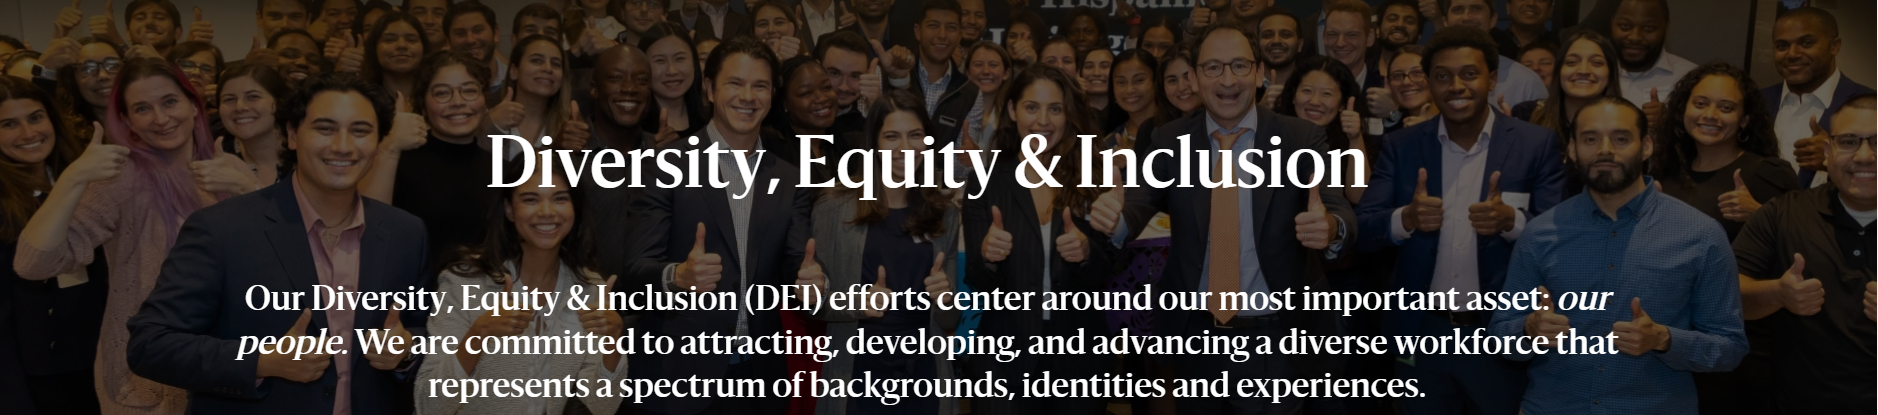 Diversity, Equity & Inclusion
Our Diversity, Equity & Inclusion (DEI) efforts center around our most important asset: our
people. We are committed to attracting, developing, and advancing a diverse workforce that
represents a spectrum of backgrounds, identities and experiences.